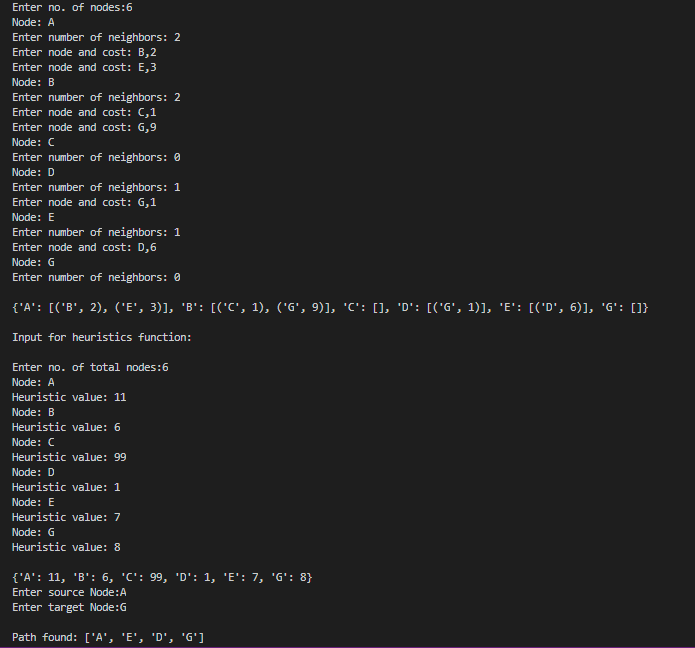 Enter no. of nodes:6
Node: A
Enter number of neighbors: 2
Enter node and cost: B,2
Enter node and cost: E,3
Node: B
Enter number of neighbors: 2
Enter node and cost: C,1
Enter node and cost: G,9
Node: C
Enter number of neighbors: 0
Node: D
Enter number of neighbors: 1
Enter node and cost: G,1
Node: E
Enter number of neighbors: 1
Enter node and cost: D,6
Node: G
Enter number of neighbors: 0
{'A': [('B', 2), ('E', 3)], 'B': [('C', 1), ('G', 9)], 'C': [], 'D': [('G', 1)], 'E': [('D', 6)], 'G': []}
Input for heuristics function:
Enter no. of total nodes:6
Node: A
Heuristic value: 11
Node: B
Heuristic value: 6
Node: C
Heuristic value: 99
Node: D
Heuristic value: 1
Node: E
Heuristic value: 7
Node: G
Heuristic value: 8
{'A': 11, 'B': 6, 'C': 99, 'D': 1, 'E': 7, 'G': 8}
Enter source Node:A
Enter target Node:G
Path found: ['A', 'E', 'D', 'G']